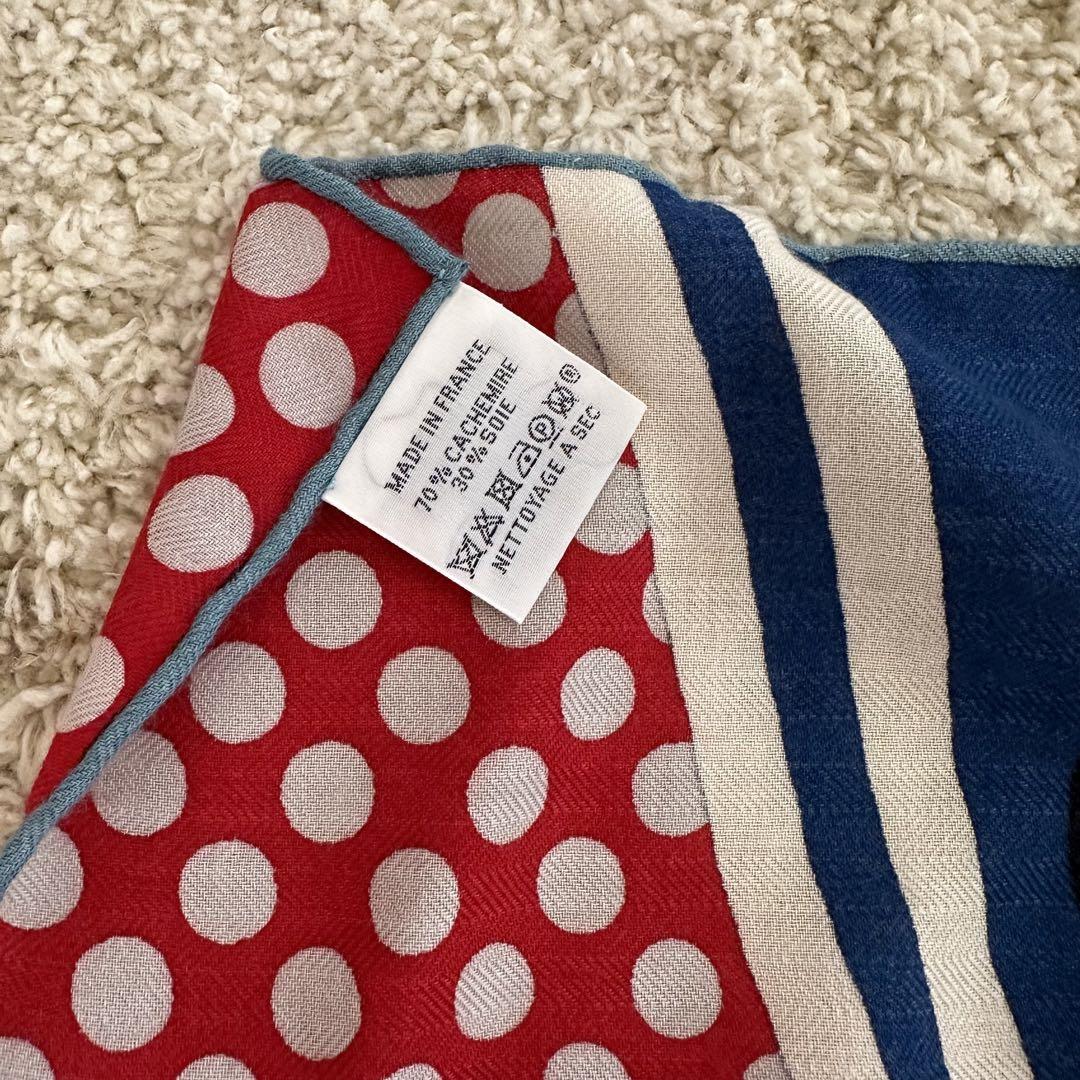 MADE IN FRANCE
70% CACHEMIRE
30% SOIE
P
NETTOYAGE A SEC